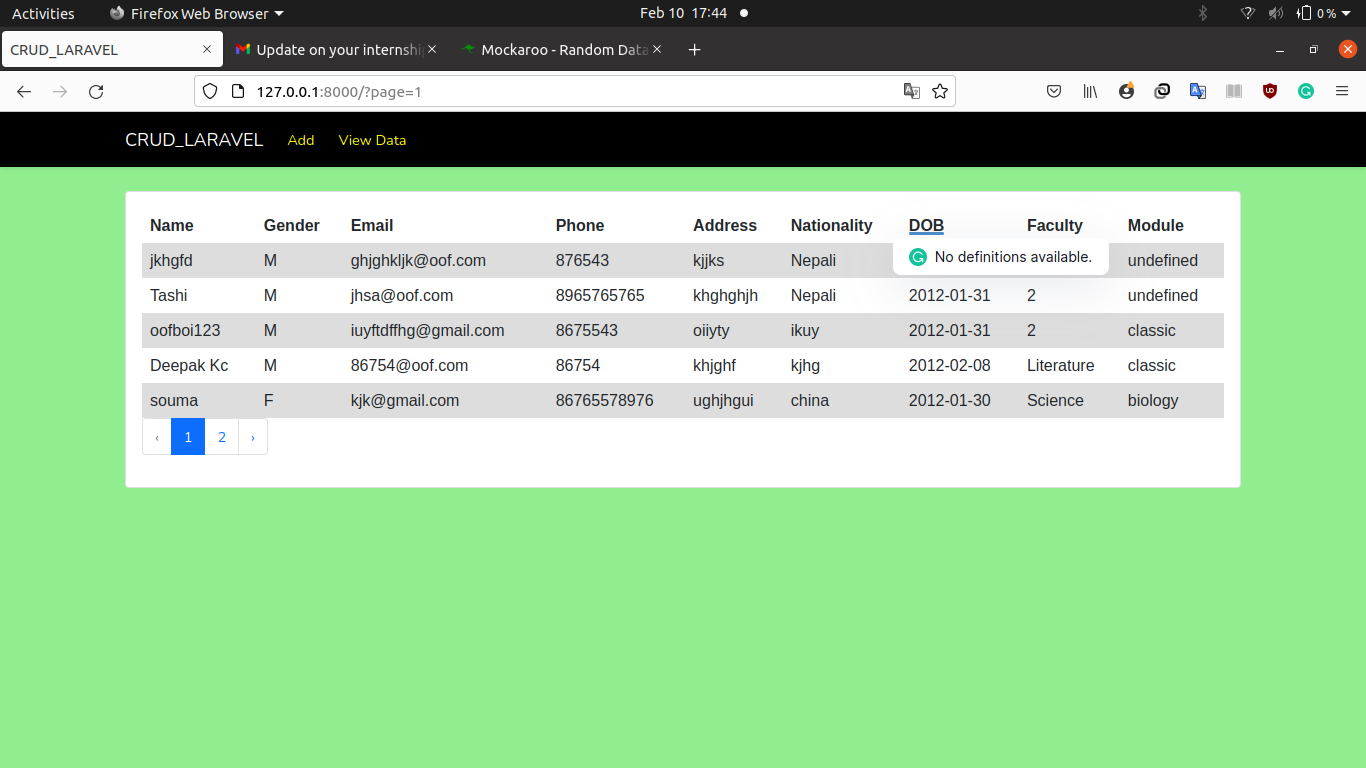 Activities Firefox Web Browser Feb 10 17:44 0 %
CRUD_LARAVEL Update on your internshi Mockaroo - Random Data
127.0.0.1:8000/?page=1
CRUD_LARAVEL Add View Data
Name Gender Email Phone Address Nationality DOB Faculty Module
jkhgfd M ghjghkljk@oof.com 876543 kjjks Nepali No definitions available. undefined
Tashi M jhsa@oof.com 8965765765 khghghjh Nepali 2012-01-31 2 undefined
oofboi123 M iuyftdffhg@gmail.com 8675543 oiiyty ikuy 2012-01-31 2 classic
Deepak Kc M 86754@oof.com 86754 khjghf kjhg 2012-02-08 Literature classic
souma F kjk@gmail.com 86765578976 ughjhgui china 2012-01-30 Science biology
‹ 1 2 ›